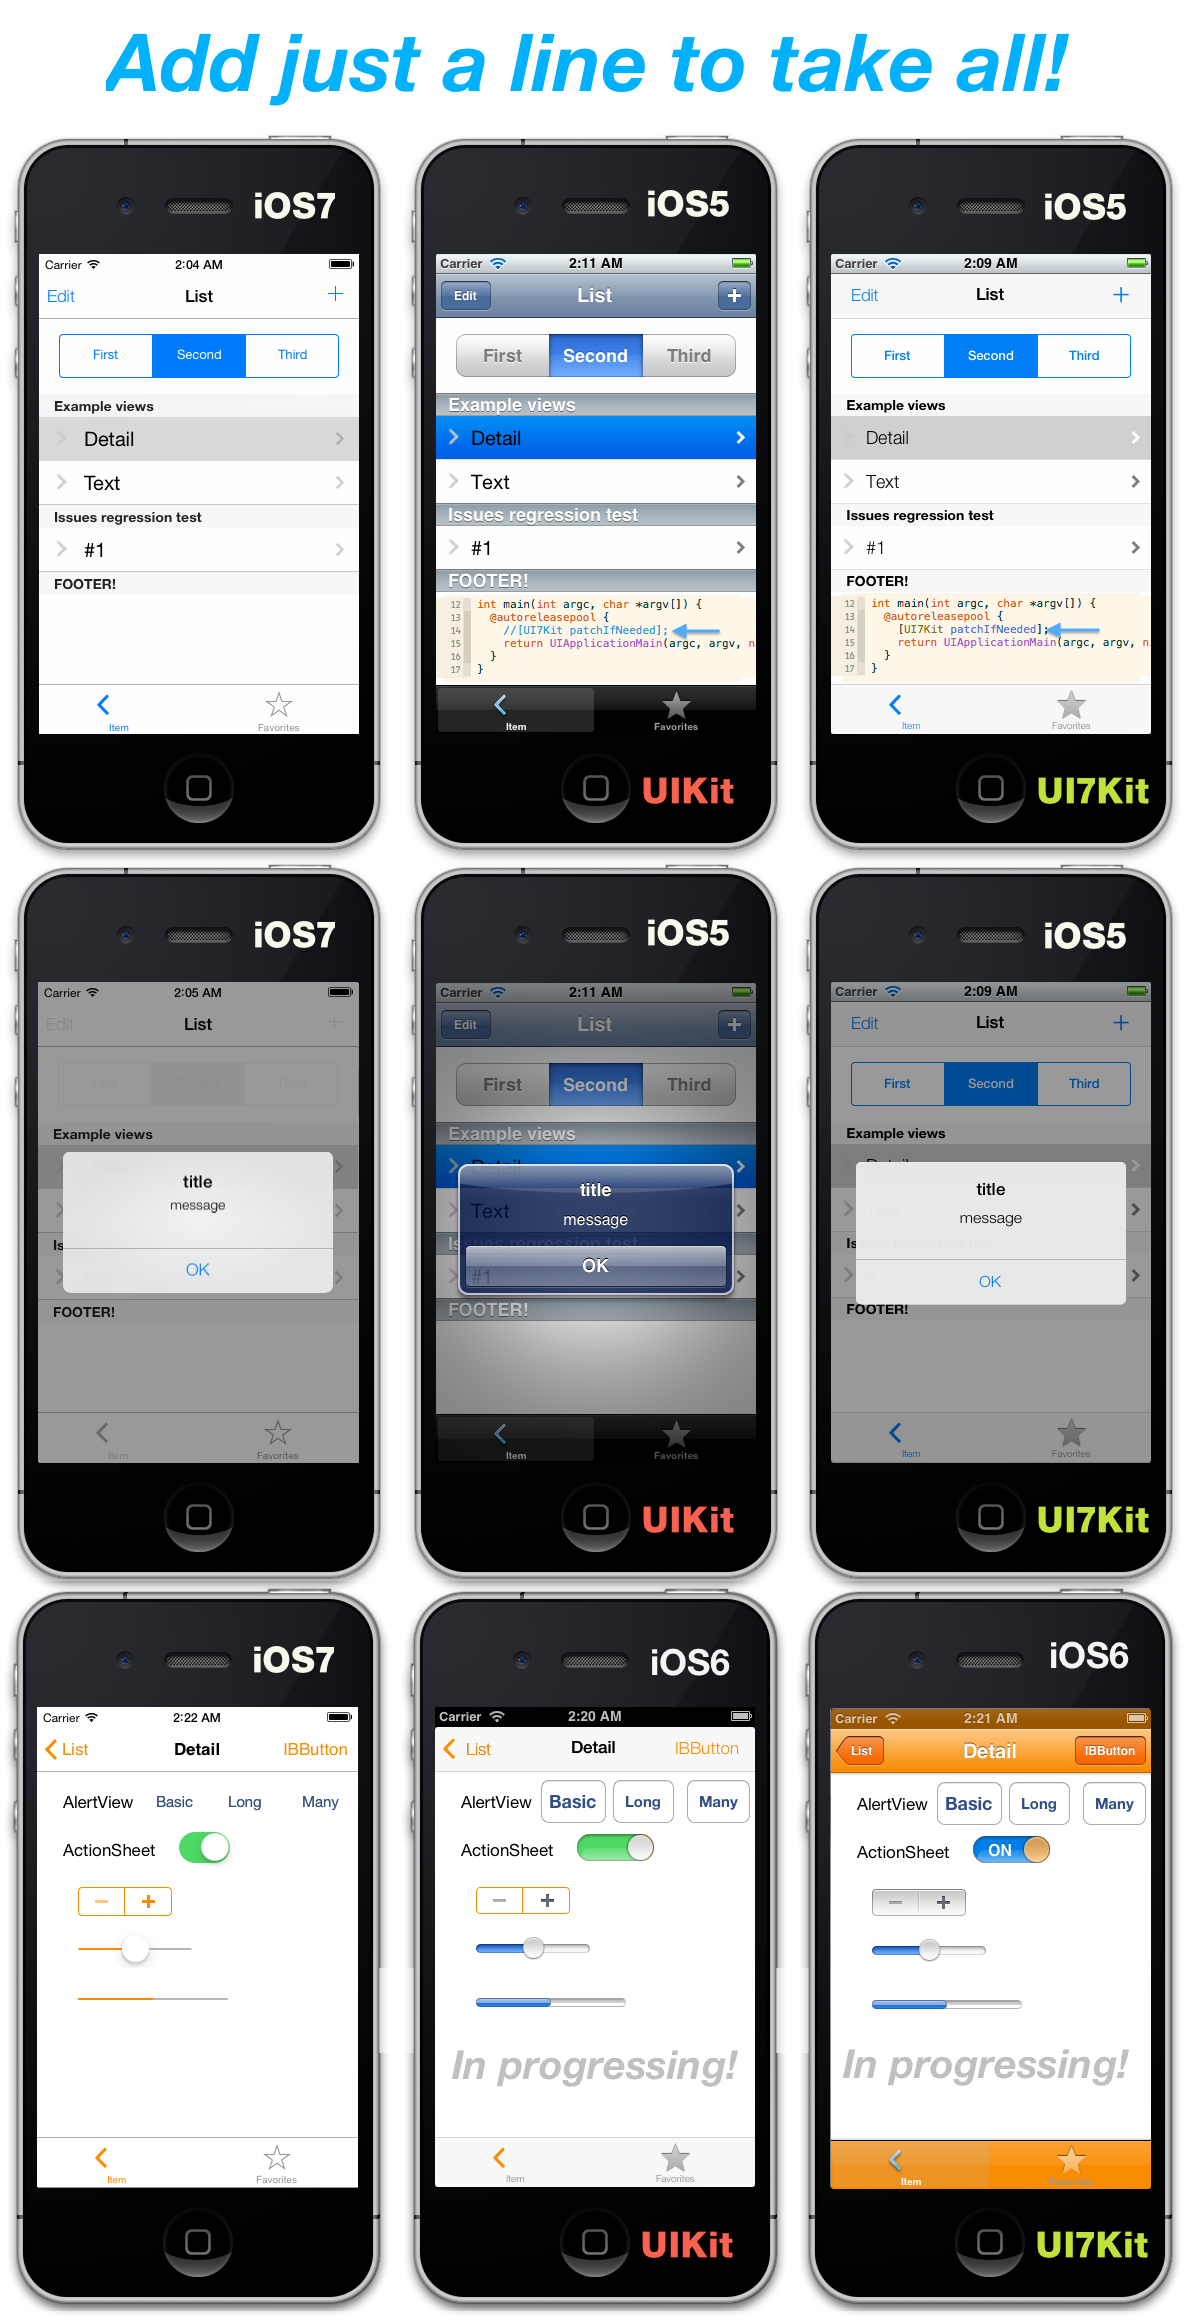 Add just a line to take all!
iOS7
Carrier 2:04 AM
Edit List +
First Second Third
Example views
Detail
Text
Issues regression test
#1
FOOTER!
Item Favorites
iOS5
Carrier 2:11 AM
Edit List +
First Second Third
Example views
Detail
Text
Issues regression test
#1
FOOTER!
12 int main(int argc, char *argv[]) {
13 @autoreleasepool {
14 //[UI7Kit patchIfNeeded];
15 return UIApplicationMain(argc, argv, n
16 }
17 }
Item Favorites
UIKit
iOS5
Carrier 2:09 AM
Edit List +
First Second Third
Example views
Detail
Text
Issues regression test
#1
FOOTER!
12 int main(int argc, char *argv[]) {
13 @autoreleasepool {
14 [UI7Kit patchIfNeeded];
15 return UIApplicationMain(argc, argv, ni
16 }
17 }
Item Favorites
UI7Kit
iOS7
Carrier 2:05 AM
Edit List +
First Second Third
Example views
title
message
Is
OK
FOOTER!
Item Favorites
iOS5
Carrier 2:11 AM
Edit List +
First Second Third
Example views
Detail
title
Text
message
Issues regression test
OK
#1
FOOTER!
Item Favorites
UIKit
iOS5
Carrier 2:09 AM
Edit List +
First Second Third
Example views
Detail
title
message
Is
OK
FOOTER!
Item Favorites
UI7Kit
iOS7
Carrier 2:22 AM
List Detail IBButton
AlertView Basic Long Many
ActionSheet
− +
Item Favorites
iOS6
Carrier 2:20 AM
List Detail IBButton
AlertView Basic Long Many
ActionSheet
− +
In progressing!
Item Favorites
UIKit
iOS6
Carrier 2:21 AM
List Detail IBButton
AlertView Basic Long Many
ActionSheet ON
− +
In progressing!
Item Favorites
UI7Kit